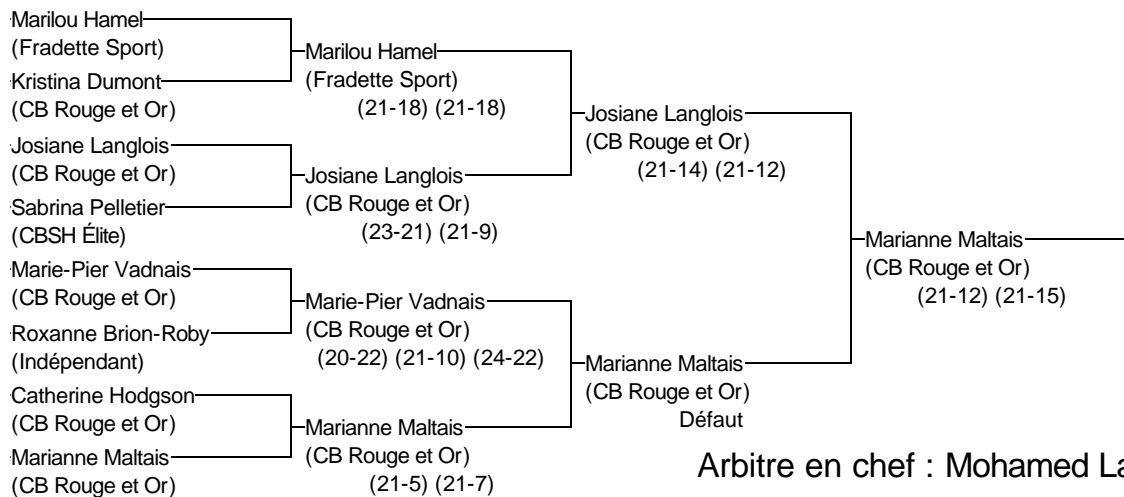 Marilou Hamel
(Fradette Sport)
Kristina Dumont
(CB Rouge et Or)
Josiane Langlois
(CB Rouge et Or)
Sabrina Pelletier
(CBSH Élite)
Marie-Pier Vadnais
(CB Rouge et Or)
Roxanne Brion-Roby
(Indépendant)
Catherine Hodgson
(CB Rouge et Or)
Marianne Maltais
(CB Rouge et Or)
Marilou Hamel
(Fradette Sport)
(21-18) (21-18)
Josiane Langlois
(CB Rouge et Or)
(23-21) (21-9)
Marie-Pier Vadnais
(CB Rouge et Or)
(20-22) (21-10) (24-22)
Marianne Maltais
(CB Rouge et Or)
(21-5) (21-7)
Josiane Langlois
(CB Rouge et Or)
(21-14) (21-12)
Marianne Maltais
(CB Rouge et Or)
Défaut
Marianne Maltais
(CB Rouge et Or)
(21-12) (21-15)
Arbitre en chef : Mohamed